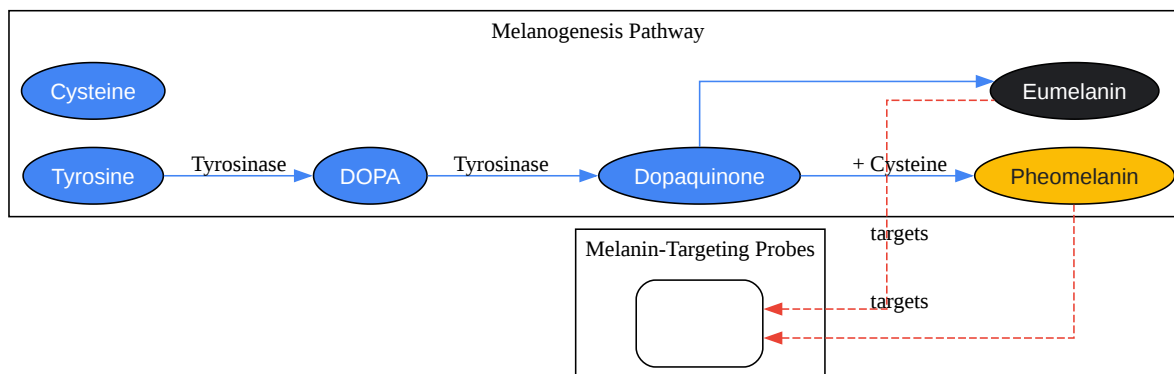 Melanogenesis Pathway
Cysteine
Eumelanin
Tyrosine
Tyrosinase
DOPA
Tyrosinase
Dopaquinone
+ Cysteine
Pheomelanin
targets
Melanin-Targeting Probes
targets